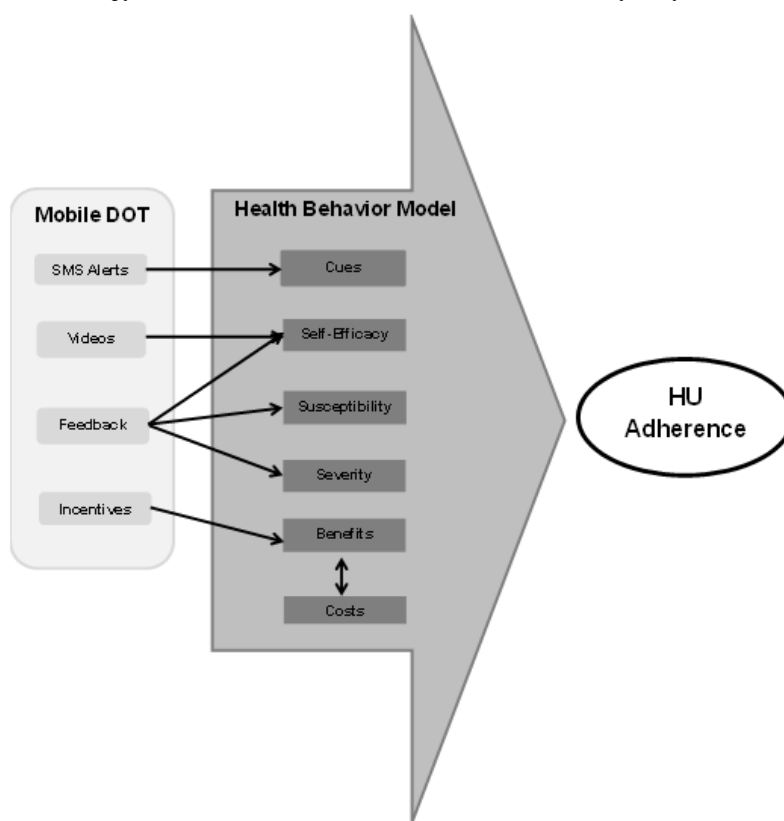 Mobile DOT
SMS Alerts
Videos
Feedback
Incentives
Health Behavior Model
Cues
Self-Efficacy
Susceptibility
Severity
Benefits
Costs
HU
Adherence